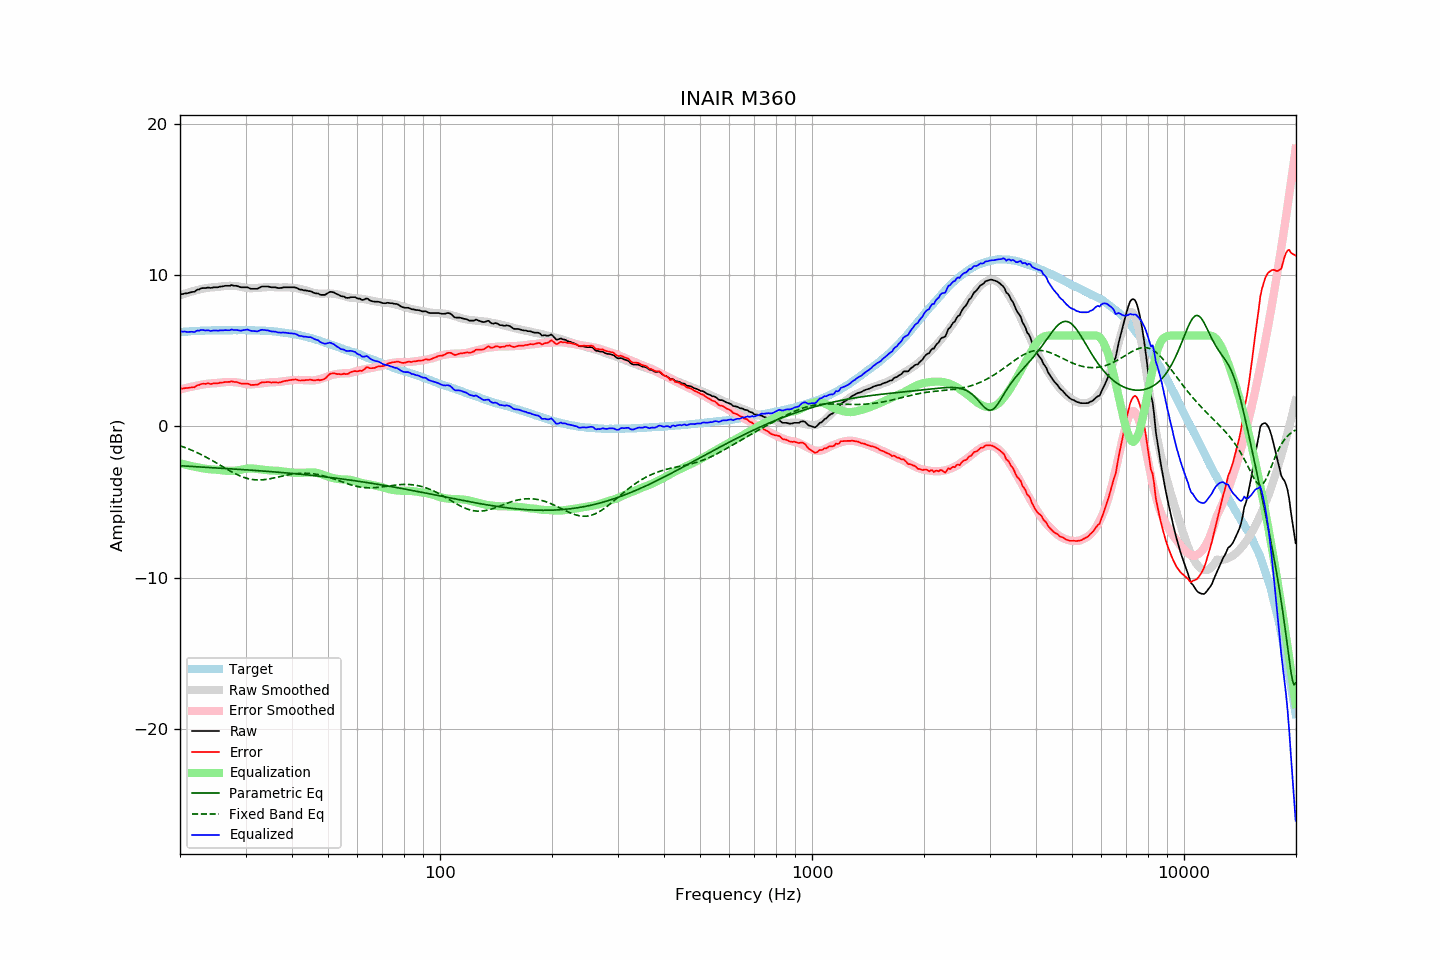 INAIR M360
20
10
0
−10
−20
Amplitude (dBr)
Target
Raw Smoothed
Error Smoothed
Raw
Error
Equalization
Parametric Eq
Fixed Band Eq
Equalized
100
1000
10000
Frequency (Hz)